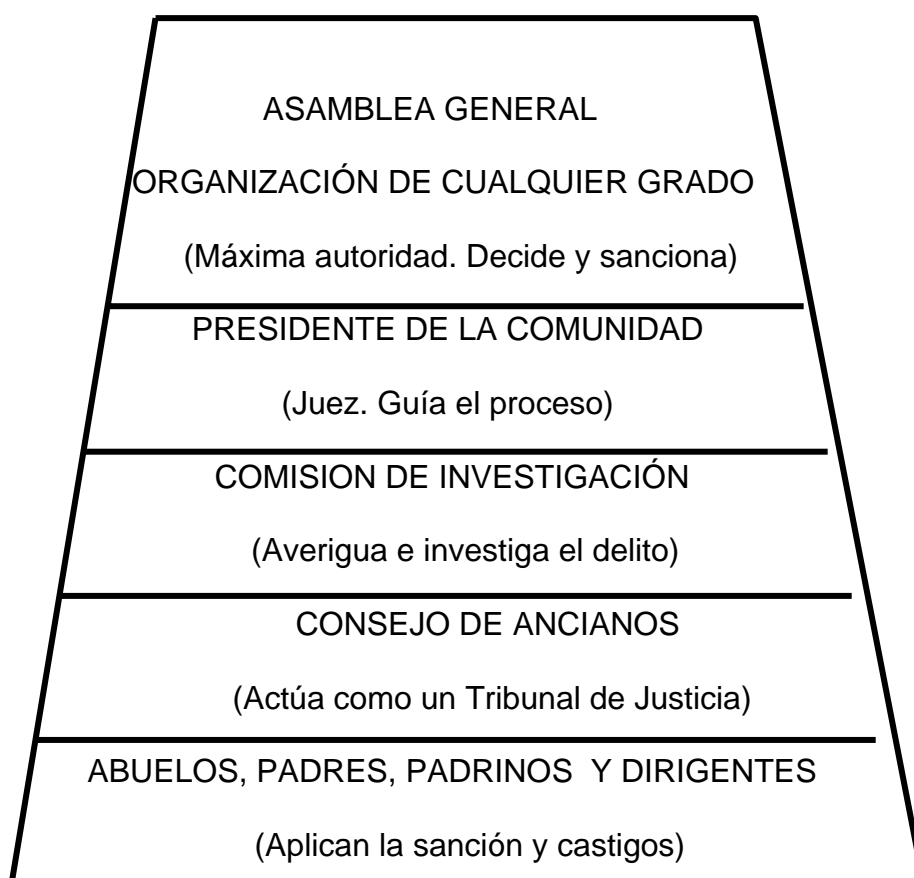 ASAMBLEA GENERAL
ORGANIZACIÓN DE CUALQUIER GRADO
(Máxima autoridad. Decide y sanciona)
PRESIDENTE DE LA COMUNIDAD
(Juez. Guía el proceso)
COMISION DE INVESTIGACIÓN
(Averigua e investiga el delito)
CONSEJO DE ANCIANOS
(Actúa como un Tribunal de Justicia)
ABUELOS, PADRES, PADRINOS Y DIRIGENTES
(Aplican la sanción y castigos)